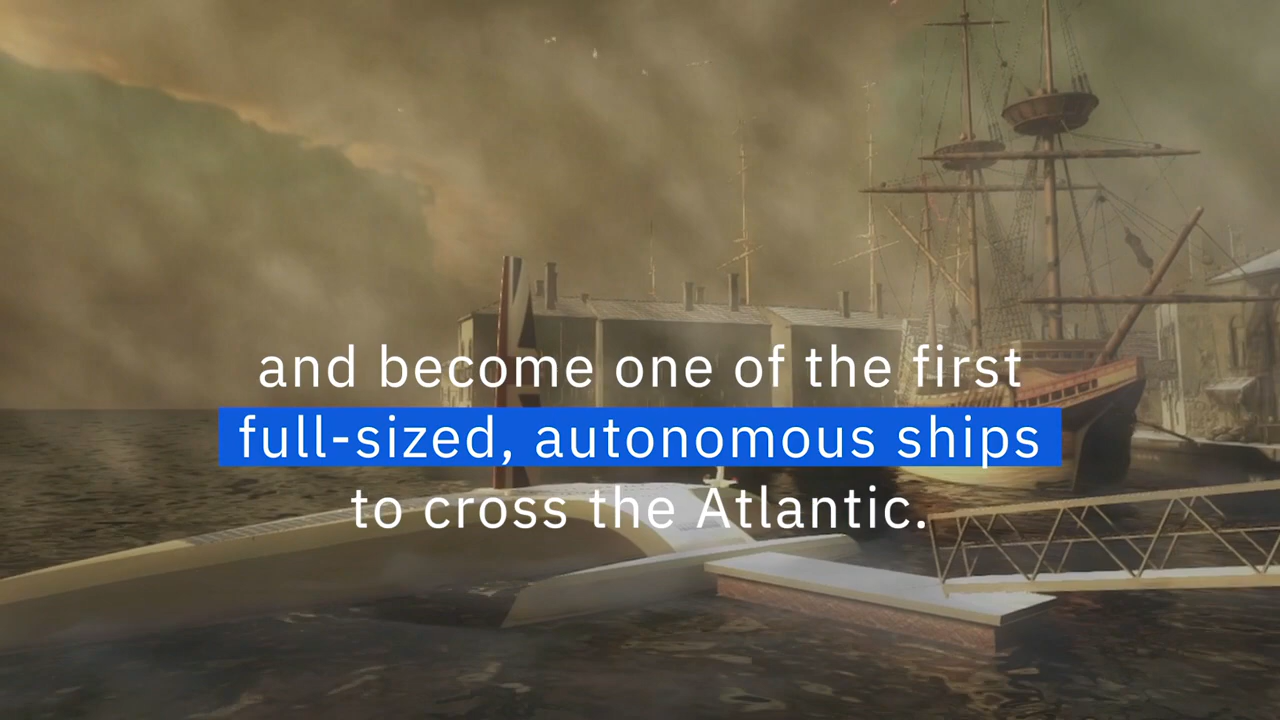 and become one of the first
full-sized, autonomous ships
to cross the Atlantic.